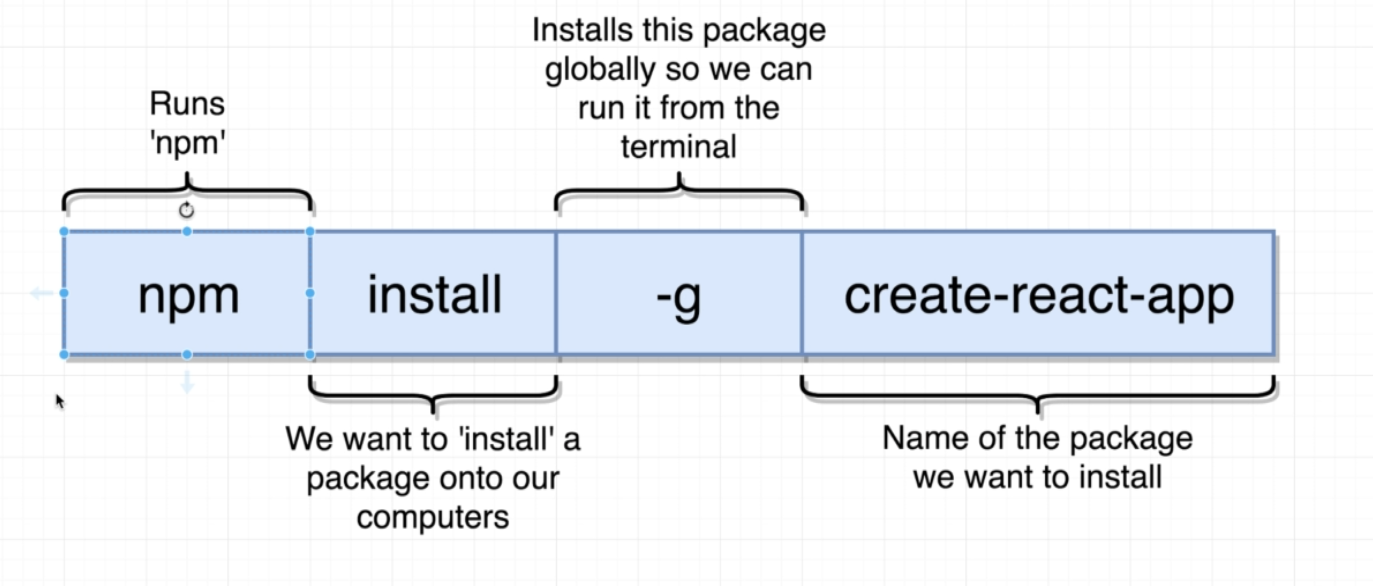 Installs this package
globally so we can
run it from the
terminal
Runs
'npm'
npm
install
-g
create-react-app
We want to 'install' a
package onto our
computers
Name of the package
we want to install